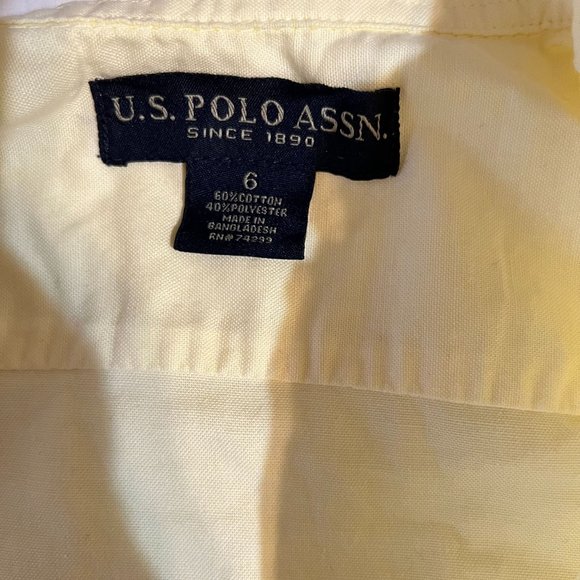 U.S. POLO ASSN.
SINCE 1890
6
60%COTTON
40%POLYESTER
MADE IN
BANGLADESH
RN# 74299